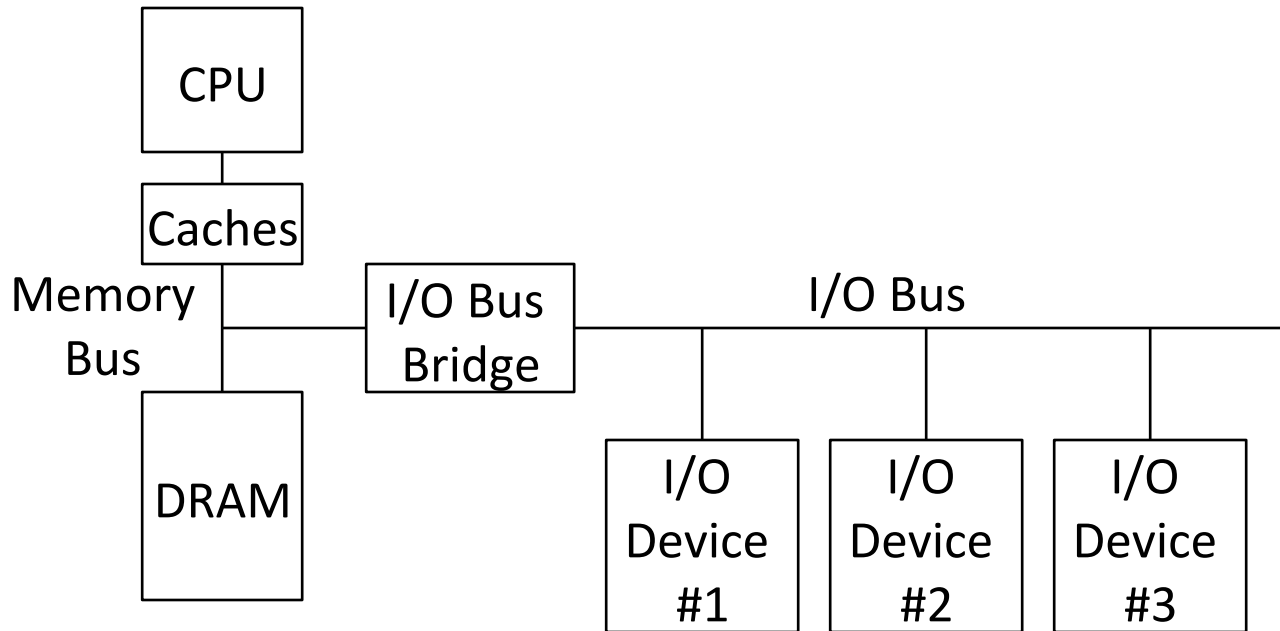 CPU
Caches
Memory
Bus
I/O Bus
Bridge
I/O Bus
DRAM
I/O
Device
#1
I/O
Device
#2
I/O
Device
#3